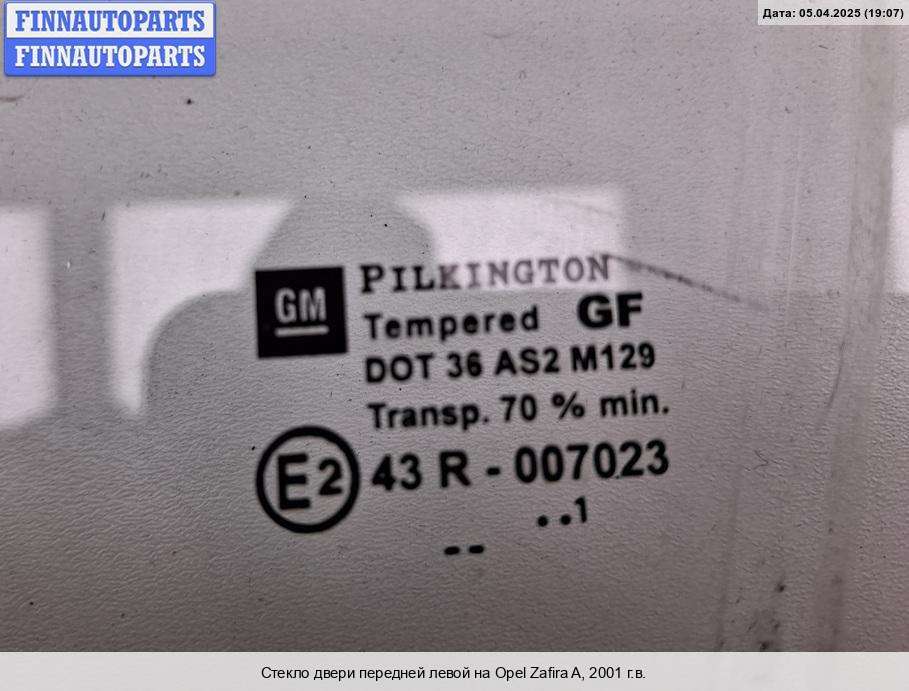 FINNAUTOPARTS
FINNAUTOPARTS
Дата: 05.04.2025 (19:07)
GM
PILKINGTON
Tempered GF
DOT 36 AS2 M129
Transp. 70 % min.
E2 43 R - 007023
. . 1
--
Стекло двери передней левой на Opel Zafira A, 2001 г.в.